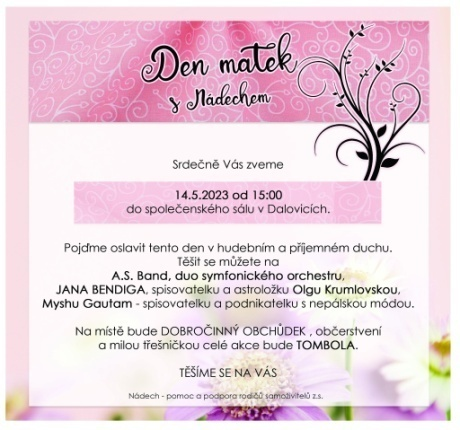 Den matek
s Nádechem
Srdečně Vás zveme
14.5.2023 od 15:00
do společenského sálu v Dalovicích.
Pojďme oslavit tento den v hudebním a příjemném duchu.
Těšit se můžete na
A.S. Band, duo symfonického orchestru,
JANA BENDIGA, spisovatelku a astroložku Olgu Krumlovskou,
Myshu Gautam - spisovatelku a podnikatelku s nepálskou módou.
Na místě bude DOBROČINNÝ OBCHŮDEK , občerstvení
a milou třešničkou celé akce bude TOMBOLA.
TĚŠÍME SE NA VÁS
Nádech - pomoc a podpora rodičů samoživitelů z.s.